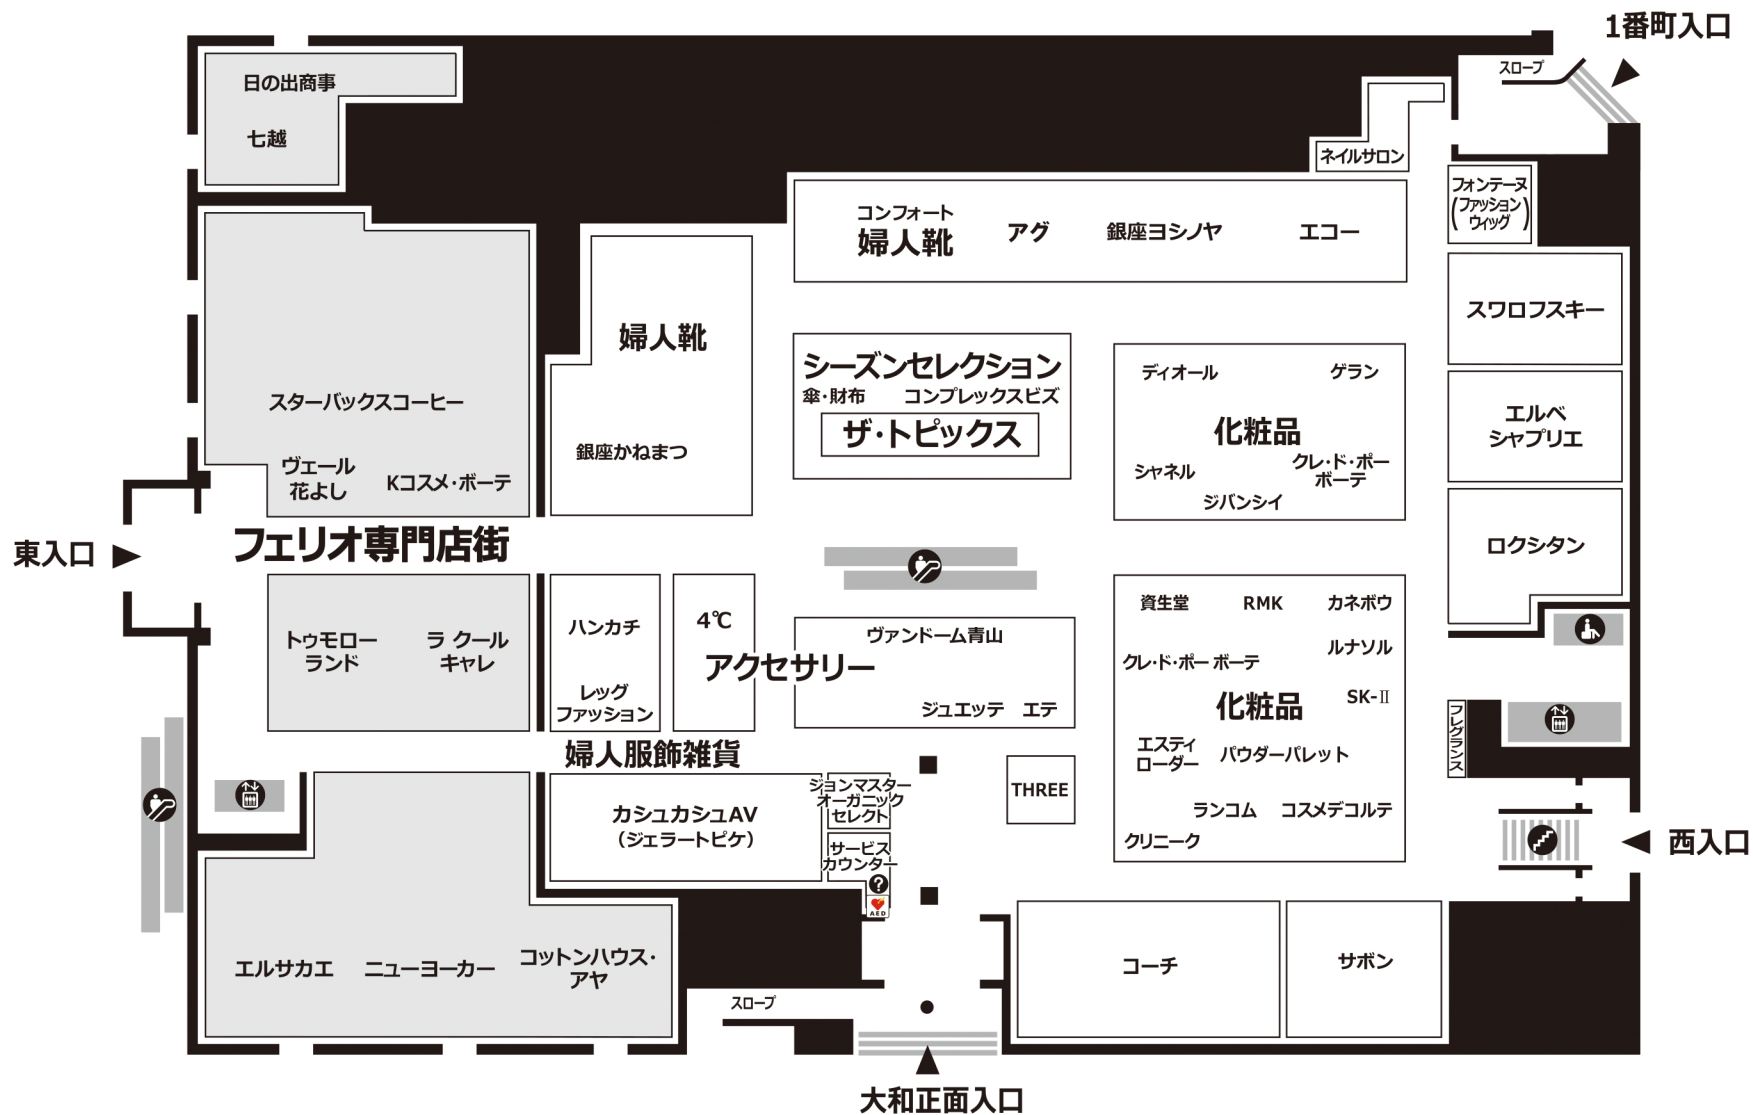 1番町入口
スロープ
日の出商事
七越
ネイルサロン
フォンテーヌ
(ファッション
ウィッグ)
コンフォート
婦人靴
アグ
銀座ヨシノヤ
エコー
スワロフスキー
婦人靴
シーズンセレクション
傘・財布
コンプレックスビズ
ザ・トピックス
ディオール
ゲラン
化粧品
シャネル
クレ・ド・ポー
ボーテ
ジバンシイ
エルベ
シャプリエ
スターバックスコーヒー
銀座かねまつ
ヴェール
花よし
Kコスメ・ボーテ
フェリオ専門店街
東入口
ロクシタン
トゥモロー
ランド
ラ クール
キャレ
ハンカチ
レッグ
ファッション
4℃
アクセサリー
ヴァンドーム青山
ジュエッテ
エテ
資生堂
RMK
カネボウ
ルナソル
クレ・ド・ポー ボーテ
化粧品
SK-Ⅱ
エスティ
ローダー
パウダーパレット
ランコム
コスメデコルテ
クリニーク
フレグランス
婦人服飾雑貨
カシュカシュAV
(ジェラートピケ)
ジョンマスター
オーガニック
セレクト
サービス
カウンター
?
AED
THREE
西入口
エルサカエ
ニューヨーカー
コットンハウス・
アヤ
コーチ
サボン
スロープ
大和正面入口